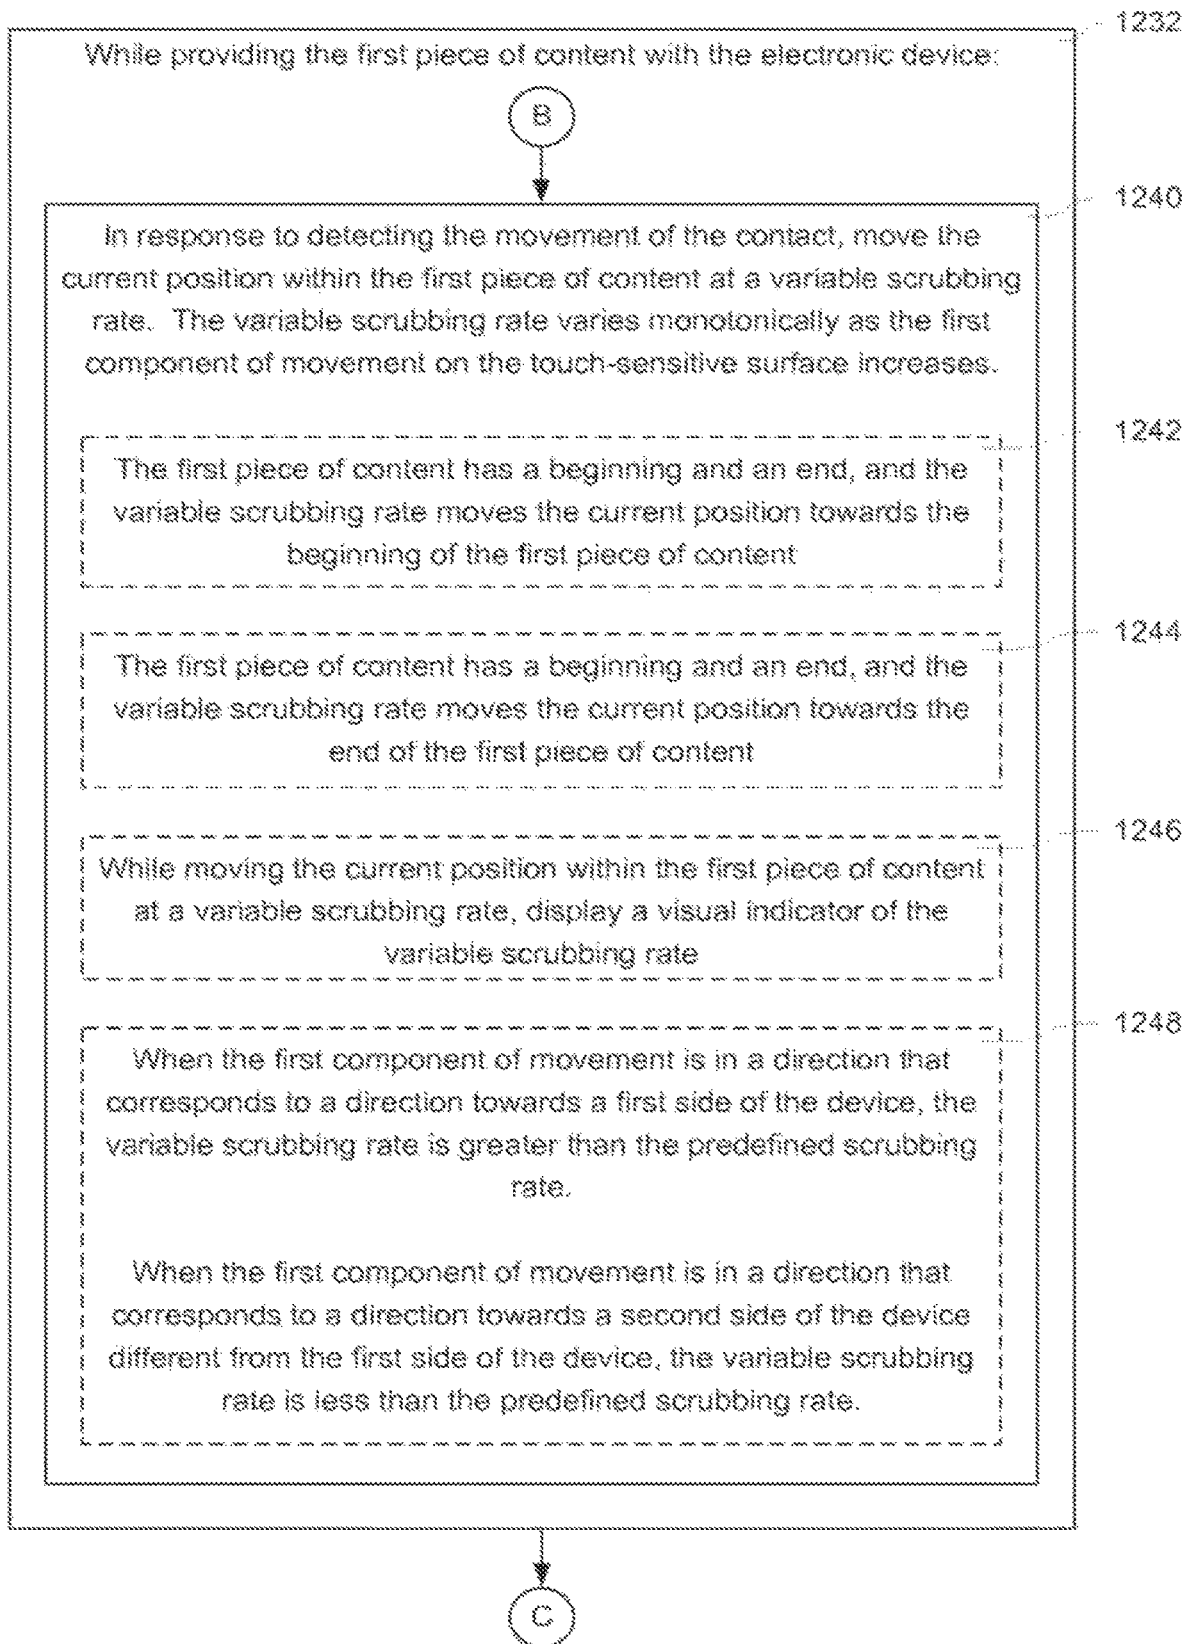 1232
While providing the first piece of content with the electronic device:
B
1240
In response to detecting the movement of the contact, move the
current position within the first piece of content at a variable scrubbing
rate.  The variable scrubbing rate varies monotonically as the first
component of movement on the touch-sensitive surface increases.
1242
The first piece of content has a beginning and an end, and the
variable scrubbing rate moves the current position towards the
beginning of the first piece of content
1244
The first piece of content has a beginning and an end, and the
variable scrubbing rate moves the current position towards the
end of the first piece of content
1246
While moving the current position within the first piece of content
at a variable scrubbing rate, display a visual indicator of the
variable scrubbing rate
1248
When the first component of movement is in a direction that
corresponds to a direction towards a first side of the device, the
variable scrubbing rate is greater than the predefined scrubbing
rate.
When the first component of movement is in a direction that
corresponds to a direction towards a second side of the device
different from the first side of the device, the variable scrubbing
rate is less than the predefined scrubbing rate.
C